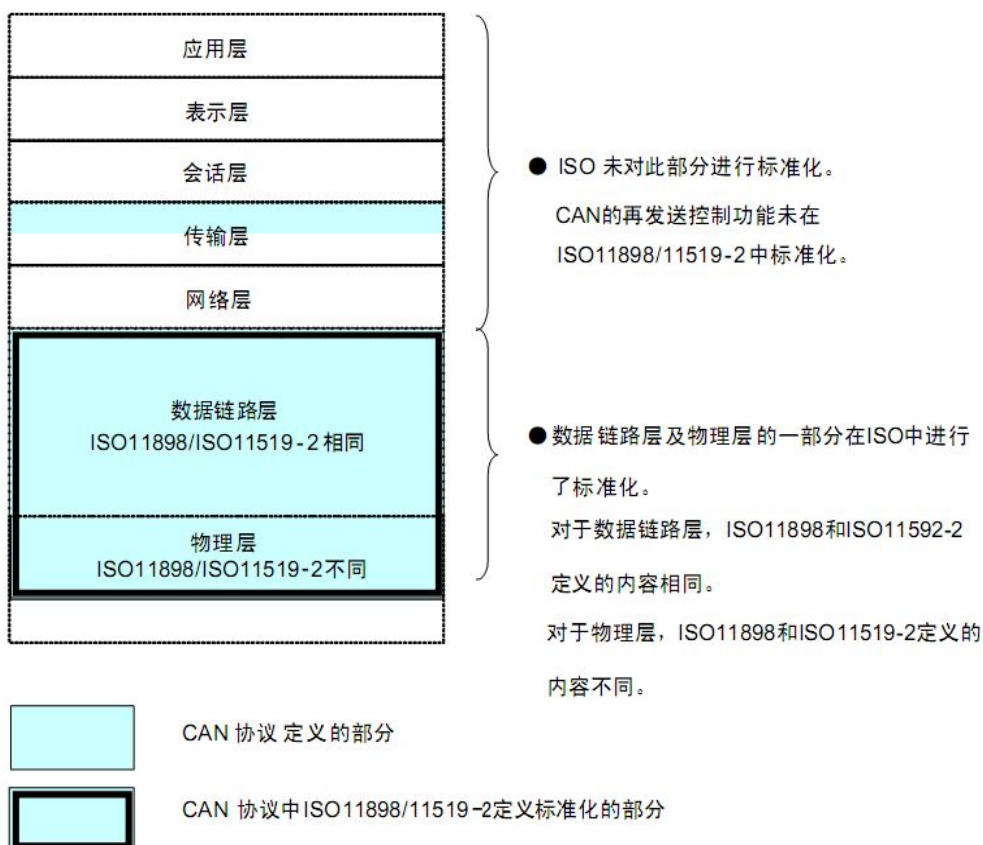 应用层
表示层
会话层
传输层
网络层
数据链路层
ISO11898/ISO11519-2相同
物理层
ISO11898/ISO11519-2不同
● ISO 未对此部分进行标准化。
CAN的再发送控制功能未在
ISO11898/11519-2中标准化。
●数据链路层及物理层的一部分在ISO中进行
了标准化。
对于数据链路层，ISO11898和ISO11592-2
定义的内容相同。
对于物理层，ISO11898和ISO11519-2定义的
内容不同。
CAN 协议 定义的部分
CAN 协议中ISO11898/11519-2定义标准化的部分